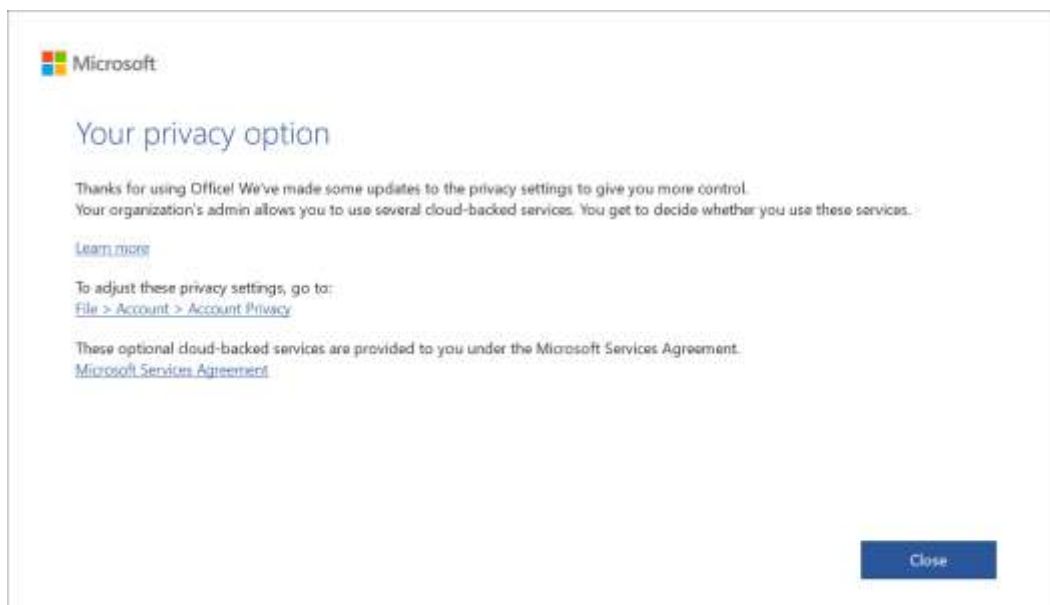 Microsoft
Your privacy option
Thanks for using Office! We've made some updates to the privacy settings to give you more control.
Your organization's admin allows you to use several cloud-backed services. You get to decide whether you use these services.
Learn more
To adjust these privacy settings, go to:
File > Account > Account Privacy
These optional cloud-backed services are provided to you under the Microsoft Services Agreement.
Microsoft Services Agreement
Close